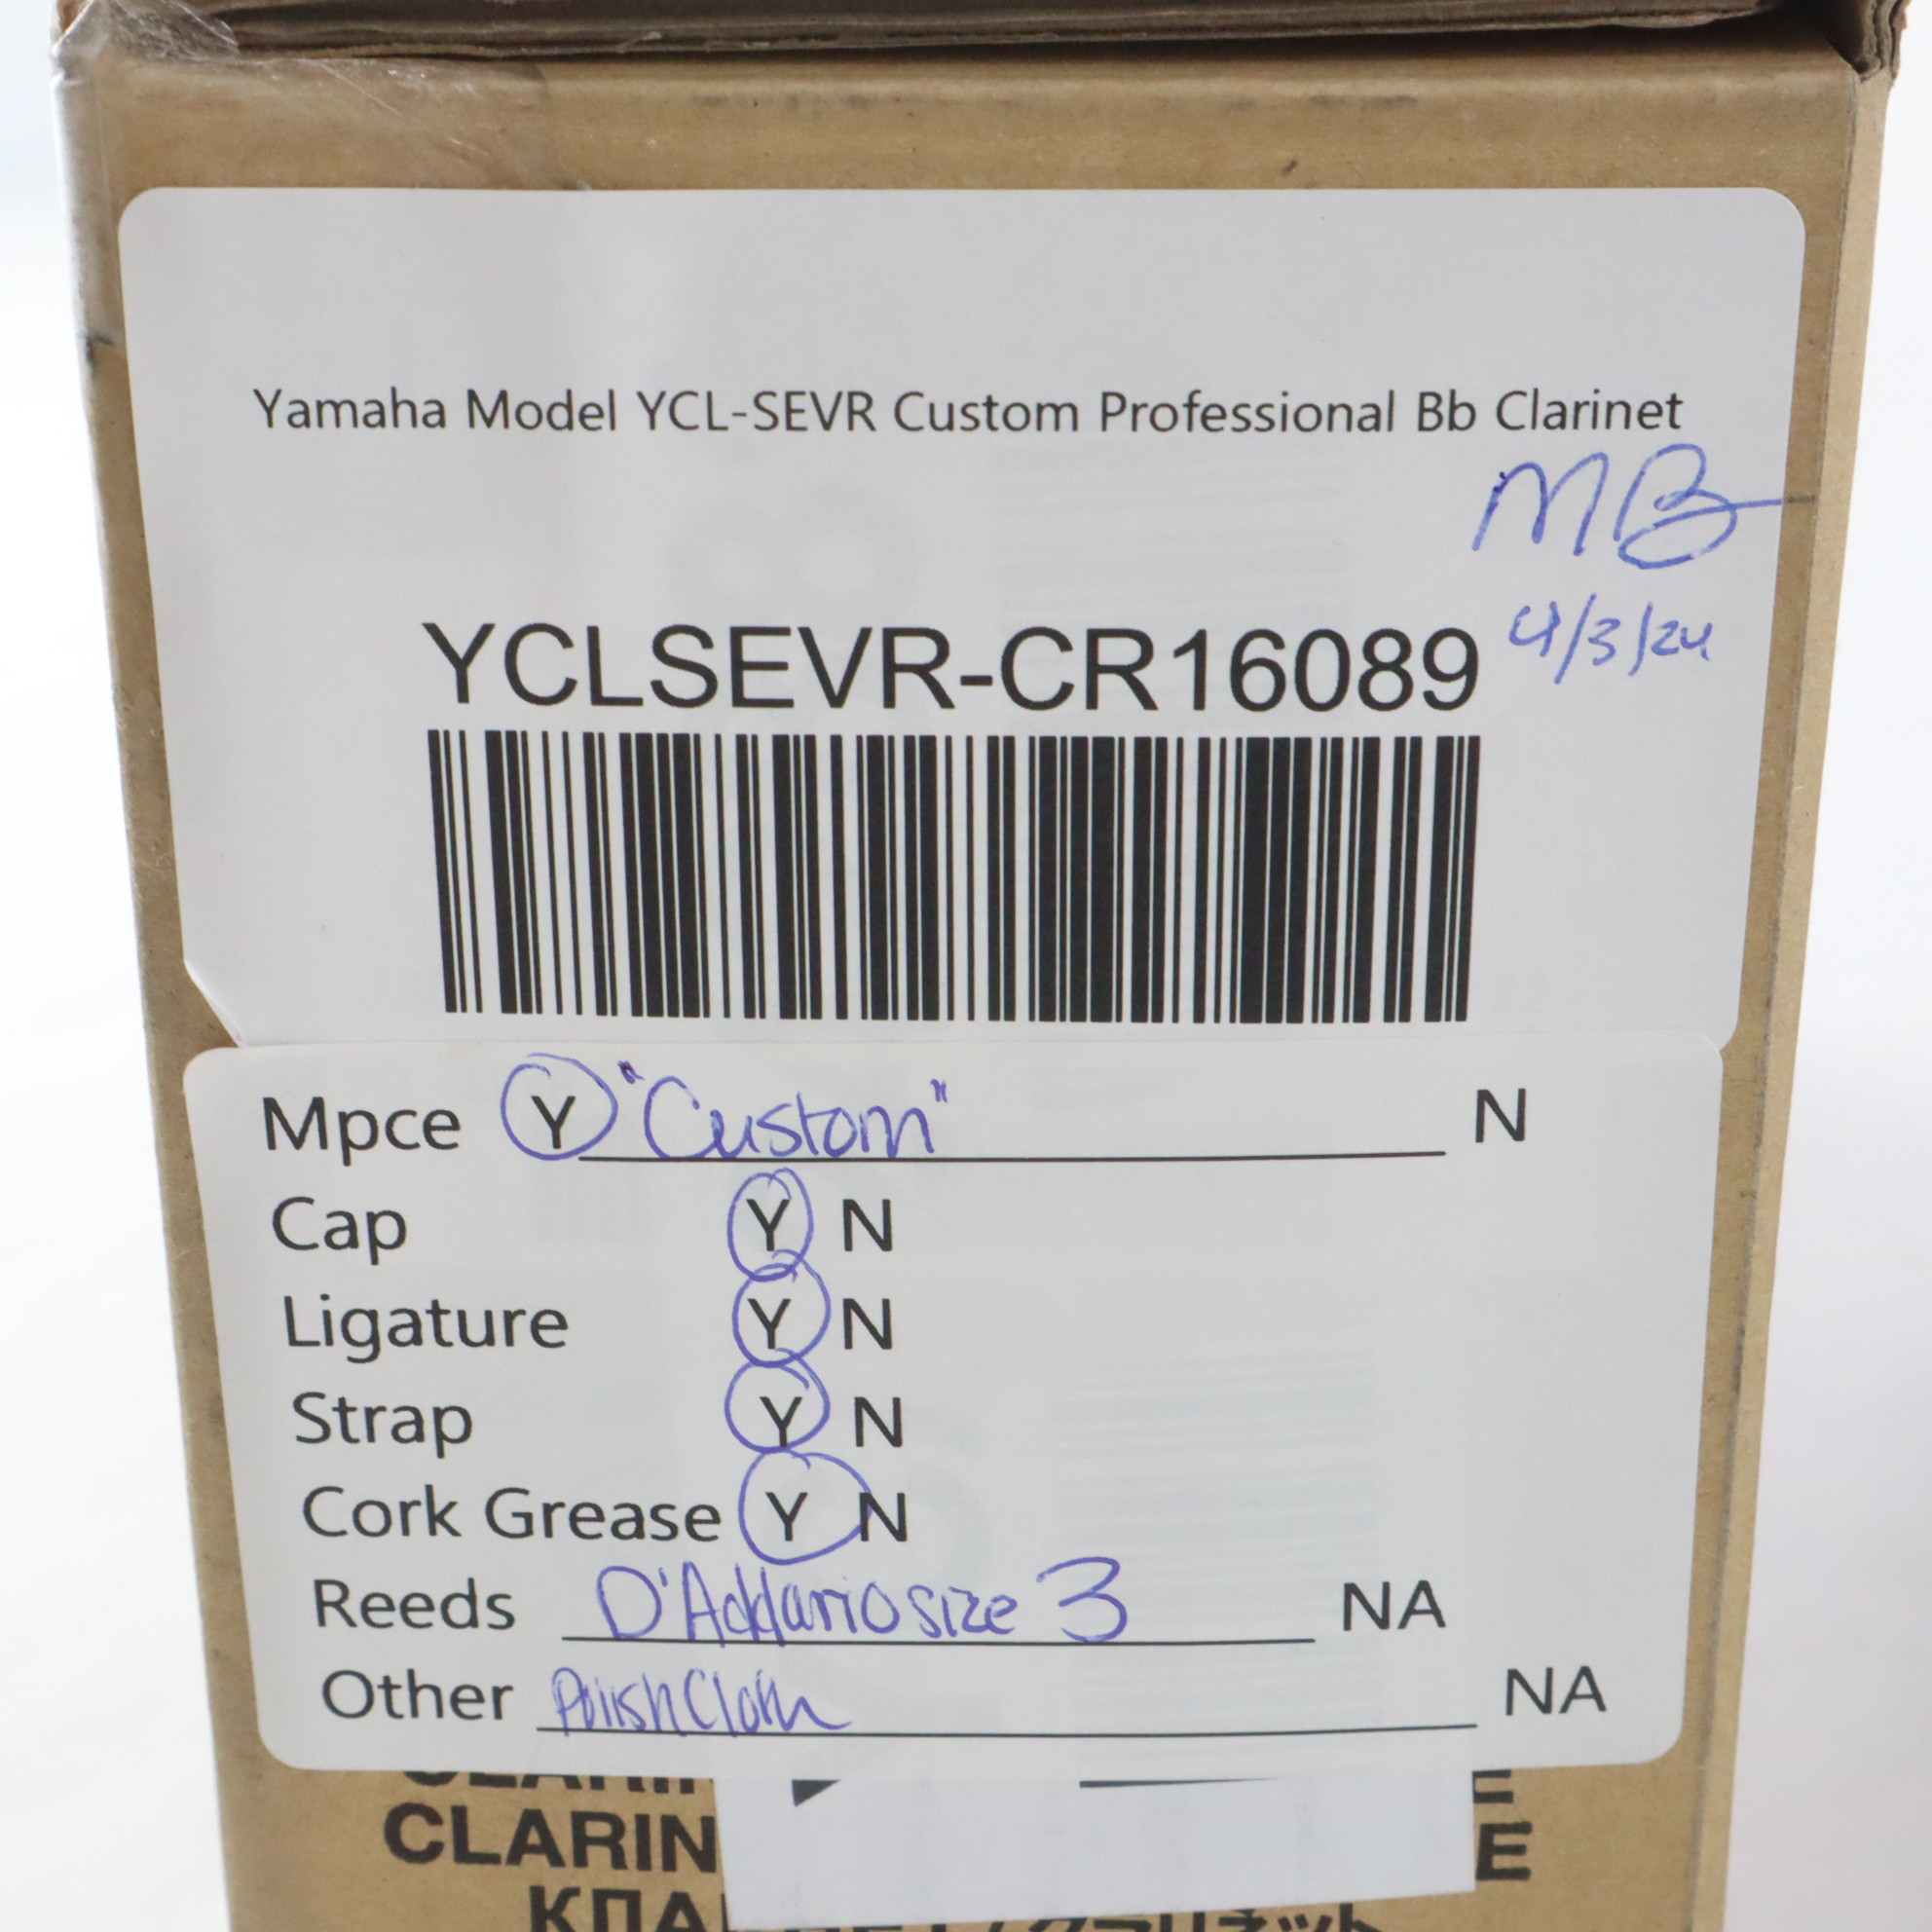 Yamaha Model YCL-SEVR Custom Professional Bb Clarinet
MB
4/3/24
YCLSEVR-CR16089
Mpce Y "Custom" N
Cap Y N
Ligature Y N
Strap Y N
Cork Grease Y N
Reeds D'Addario size 3 NA
Other Polish Cloth NA
CLARIN E